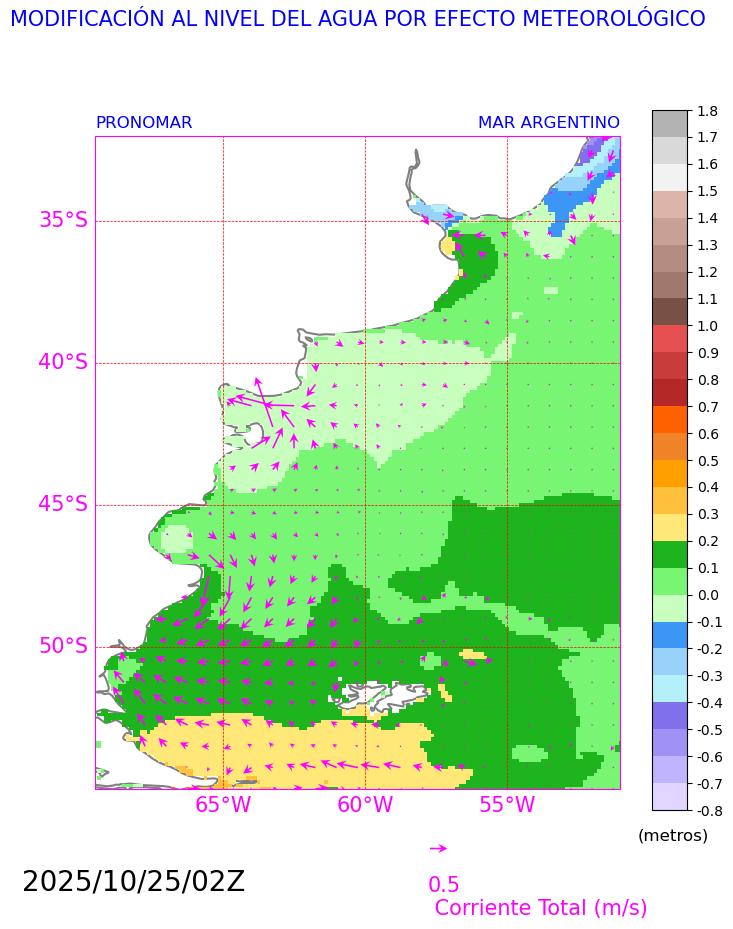 MODIFICACIÓN AL NIVEL DEL AGUA POR EFECTO METEOROLÓGICO
PRONOMAR MAR ARGENTINO
35°S
40°S
45°S
50°S
65°W 60°W 55°W
1.8
1.7
1.6
1.5
1.4
1.3
1.2
1.1
1.0
0.9
0.8
0.7
0.6
0.5
0.4
0.3
0.2
0.1
0.0
-0.1
-0.2
-0.3
-0.4
-0.5
-0.6
-0.7
-0.8
(metros)
2025/10/25/02Z
0.5
Corriente Total (m/s)